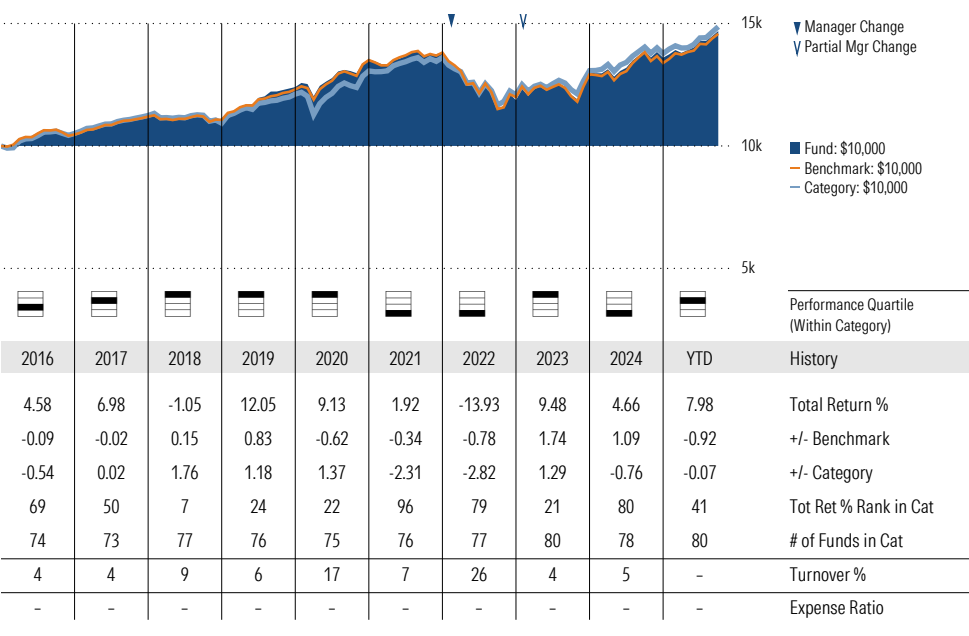 15k
▼ Manager Change
Partial Mgr Change
10k
Fund: $10,000
Benchmark: $10,000
Category: $10,000
5k
Performance Quartile
(Within Category)
2016 2017 2018 2019 2020 2021 2022 2023 2024 YTD History
4.58 6.98 -1.05 12.05 9.13 1.92 -13.93 9.48 4.66 7.98 Total Return %
-0.09 -0.02 0.15 0.83 -0.62 -0.34 -0.78 1.74 1.09 -0.92 +/- Benchmark
-0.54 0.02 1.76 1.18 1.37 -2.31 -2.82 1.29 -0.76 -0.07 +/- Category
69 50 7 24 22 96 79 21 80 41 Tot Ret % Rank in Cat
74 73 77 76 75 76 77 80 78 80 # of Funds in Cat
4 4 9 6 17 7 26 4 5 – Turnover %
– – – – – – – – – – Expense Ratio